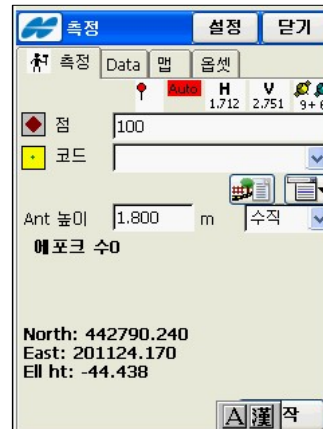 측정 설정 닫기
측정 Data 맵 옵셋
Auto H V
1.712 2.751 9+
점 100
코드
Ant 높이 1.800 m 수직
에포크 수0
North: 442790.240
East: 201124.170
Ell ht: -44.438
A 漢 작